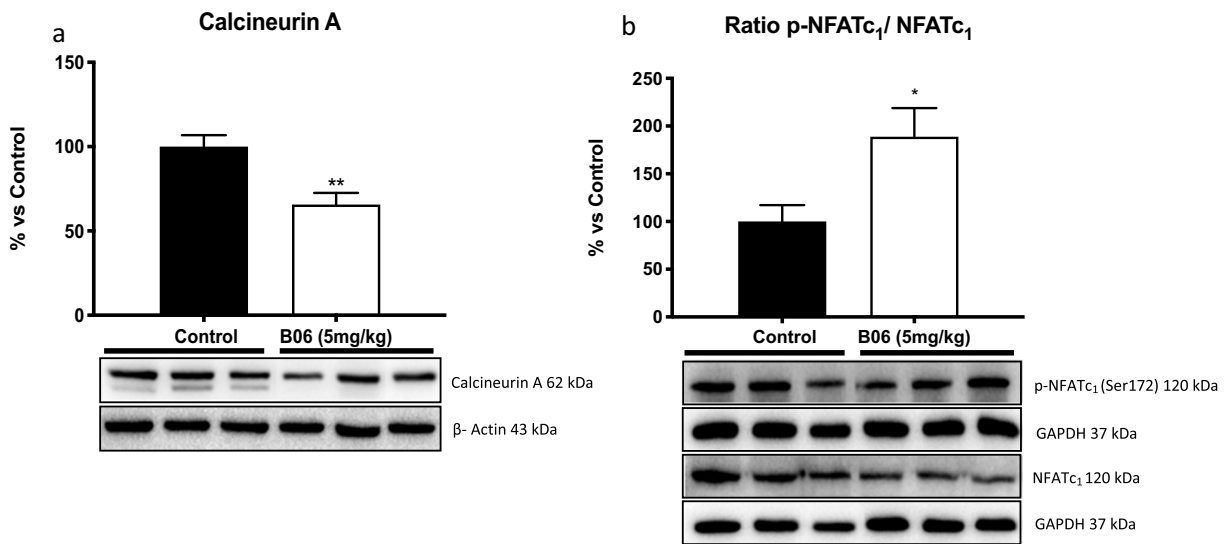 a
Calcineurin A
150
100
50
0
% vs Control
**
Control
B06 (5mg/kg)
Calcineurin A 62 kDa
β- Actin 43 kDa
b
Ratio p-NFATc₁/ NFATc₁
250
200
150
100
50
0
% vs Control
*
Control
B06 (5mg/kg)
p-NFATc₁ (Ser172) 120 kDa
GAPDH 37 kDa
NFATc₁ 120 kDa
GAPDH 37 kDa